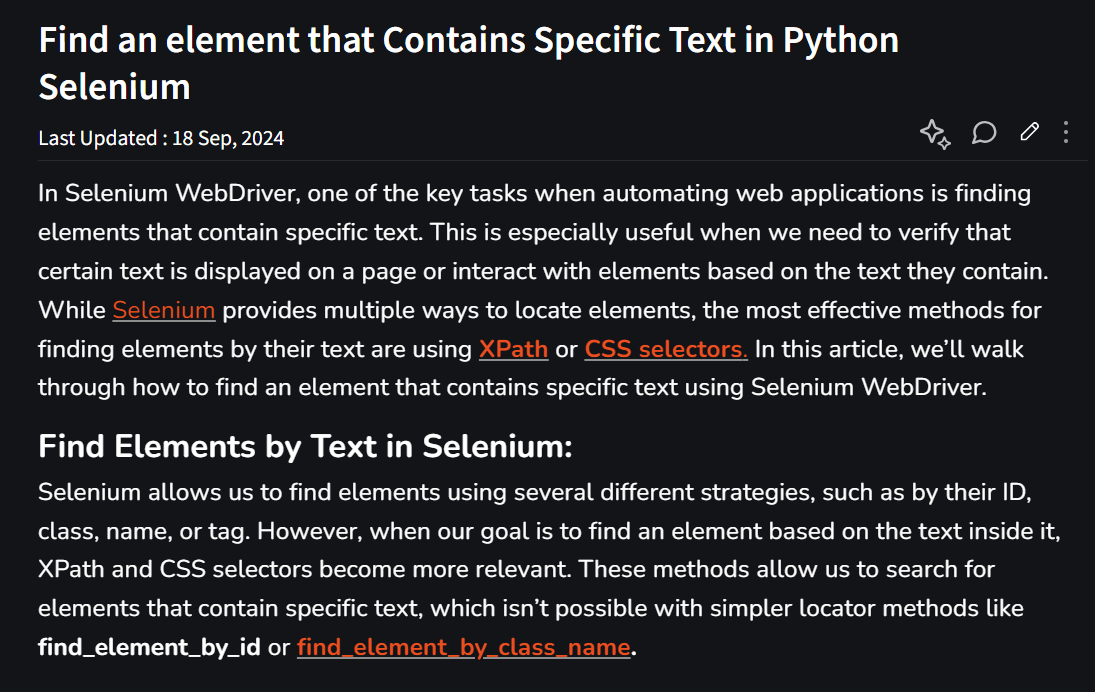 Find an element that Contains Specific Text in Python
Selenium
Last Updated : 18 Sep, 2024
In Selenium WebDriver, one of the key tasks when automating web applications is finding
elements that contain specific text. This is especially useful when we need to verify that
certain text is displayed on a page or interact with elements based on the text they contain.
While Selenium provides multiple ways to locate elements, the most effective methods for
finding elements by their text are using XPath or CSS selectors. In this article, we’ll walk
through how to find an element that contains specific text using Selenium WebDriver.
Find Elements by Text in Selenium:
Selenium allows us to find elements using several different strategies, such as by their ID,
class, name, or tag. However, when our goal is to find an element based on the text inside it,
XPath and CSS selectors become more relevant. These methods allow us to search for
elements that contain specific text, which isn’t possible with simpler locator methods like
find_element_by_id or find_element_by_class_name.